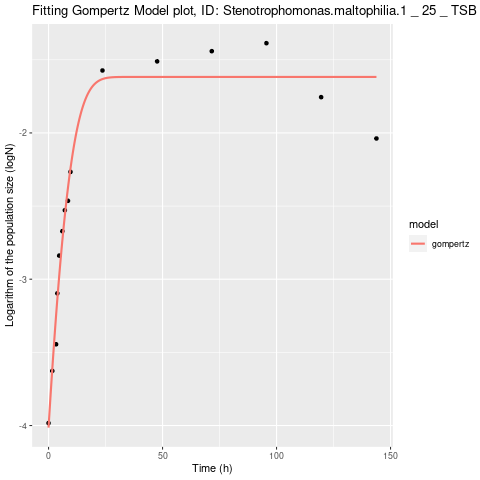 Fitting Gompertz Model plot, ID: Stenotrophomonas.maltophilia.1 _ 25 _ TSB
Logarithm of the population size (logN)
-2
-3
-4
0
50
100
150
Time (h)
model
gompertz